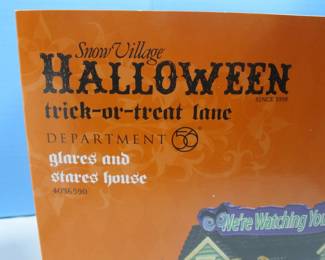 Snow Village
HALLOWEEN
SINCE 1998
trick-or-treat lane
DEPARTMENT 56
glares and
stares house
4036590
We're Watching You